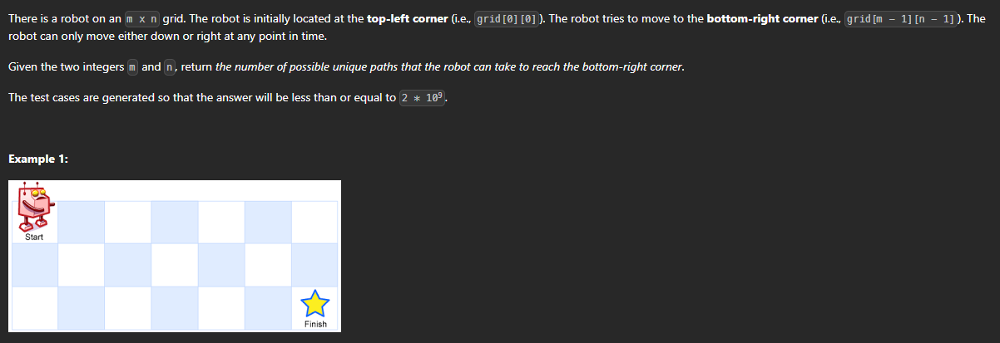 There is a robot on an m x n grid. The robot is initially located at the top-left corner (i.e., grid[0][0]). The robot tries to move to the bottom-right corner (i.e., grid[m - 1][n - 1]). The
robot can only move either down or right at any point in time.
Given the two integers m and n, return the number of possible unique paths that the robot can take to reach the bottom-right corner.
The test cases are generated so that the answer will be less than or equal to 2 * 10⁹.
Example 1:
Start
Finish